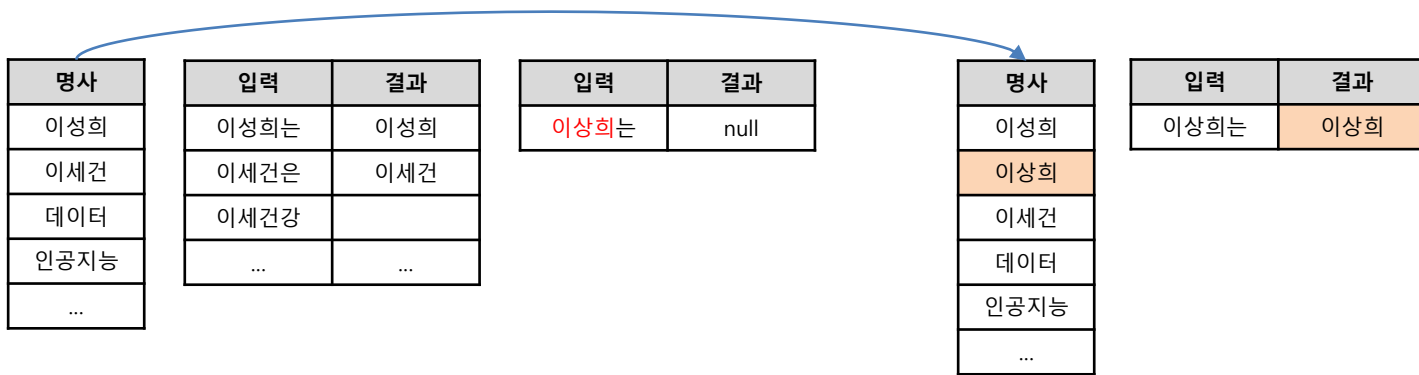 명사
이성희
이세건
데이터
인공지능
...
입력 결과
이성희는 이성희
이세건은 이세건
이세건강
... ...
입력 결과
이상희는 null
명사
이성희
이상희
이세건
데이터
인공지능
...
입력 결과
이상희는 이상희